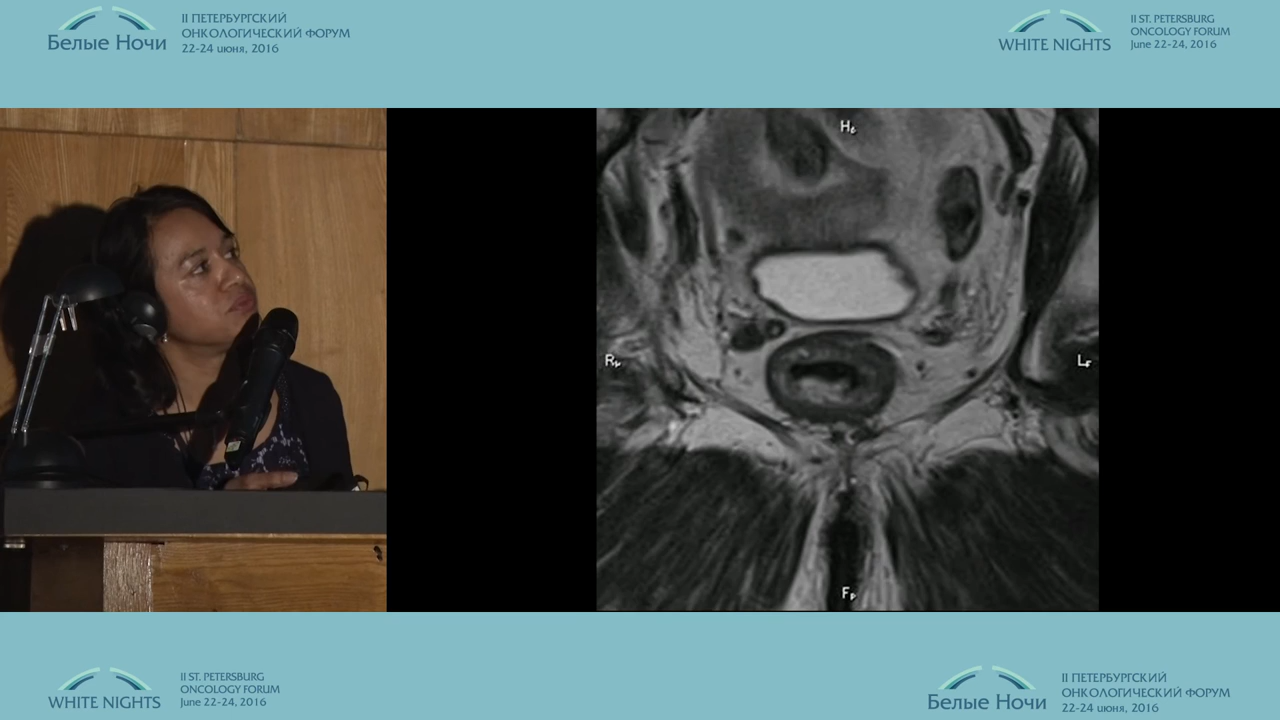 Белые Ночи
II ПЕТЕРБУРГСКИЙ
ОНКОЛОГИЧЕСКИЙ ФОРУМ
22-24 июня, 2016
WHITE NIGHTS
II ST. PETERSBURG
ONCOLOGY FORUM
June 22-24, 2016
H
R
L
F
WHITE NIGHTS
II ST. PETERSBURG
ONCOLOGY FORUM
June 22-24, 2016
Белые Ночи
II ПЕТЕРБУРГСКИЙ
ОНКОЛОГИЧЕСКИЙ ФОРУМ
22-24 июня, 2016